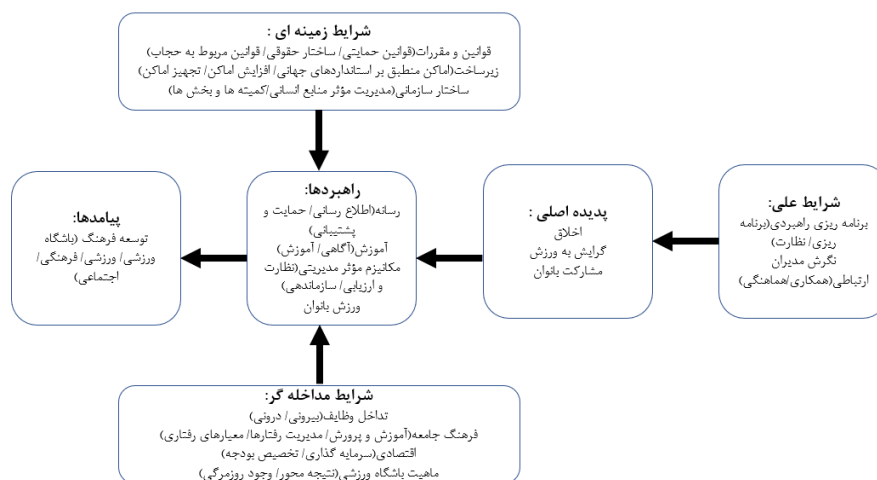 شرایط زمینه ای :
قوانین و مقررات(قوانین حمایتی/ ساختار حقوقی/ قوانین مربوط به حجاب)
زیرساخت(اماکن منطبق بر استانداردهای جهانی/ افزایش اماکن/ تجهیز اماکن)
ساختار سازمانی(مدیریت مؤثر منابع انسانی/کمیته ها و بخش ها)
شرایط علی:
برنامه ریزی راهبردی(برنامه
ریزی/ نظارت)
نگرش مدیران
ارتباطی(همکاری/هماهنگی)
پدیده اصلی :
اخلاق
گرایش به ورزش
مشارکت بانوان
راهبردها:
رسانه(اطلاع رسانی/ حمایت و
پشتیبانی)
آموزش(آگاهی/ آموزش)
مکانیزم مؤثر مدیریتی(نظارت
و ارزیابی/ سازماندهی)
ورزش بانوان
پیامدها:
توسعه فرهنگ (باشگاه
ورزشی/ ورزشی/ فرهنگی/
اجتماعی)
شرایط مداخله گر:
تداخل وظایف(بیرونی/ درونی)
فرهنگ جامعه(آموزش و پرورش/ مدیریت رفتارها/ معیارهای رفتاری)
اقتصادی(سرمایه گذاری/ تخصیص بودجه)
ماهیت باشگاه ورزشی(نتیجه محور/ وجود روزمرگی)